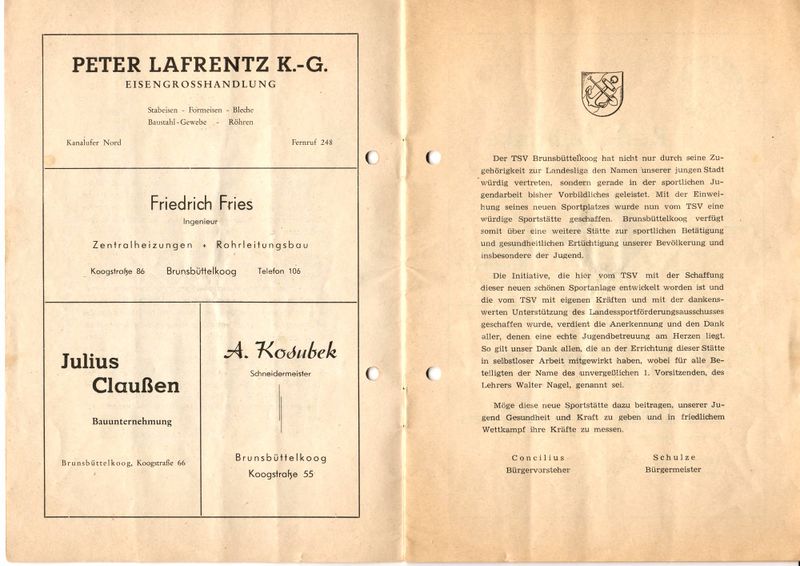 PETER LAFRENTZ K.-G.
EISENGROSSHANDLUNG
Stabeisen - Formeisen - Bleche
Baustahl-Gewebe - Röhren
Kanalufer Nord Fernruf 248
Friedrich Fries
Ingenieur
Zentralheizungen + Rohrleitungsbau
Koogstraße 86 Brunsbüttelkoog Telefon 106
Julius
Claußen
Bauunternehmung
Brunsbüttelkoog, Koogstraße 66
A. Kosubek
Schneidermeister
Brunsbüttelkoog
Koogstraße 55
Der TSV Brunsbüttelkoog hat nicht nur durch seine Zu-
gehörigkeit zur Landesliga den Namen unserer jungen Stadt
würdig vertreten, sondern gerade in der sportlichen Ju-
gendarbeit bisher Vorbildliches geleistet. Mit der Einwei-
hung seines neuen Sportplatzes wurde nun vom TSV eine
würdige Sportstätte geschaffen. Brunsbüttelkoog verfügt
somit über eine weitere Stätte zur sportlichen Betätigung
und gesundheitlichen Ertüchtigung unserer Bevölkerung und
insbesondere der Jugend.
Die Initiative, die hier vom TSV mit der Schaffung
dieser neuen schönen Sportanlage entwickelt worden ist und
die vom TSV mit eigenen Kräften und mit der dankens-
werten Unterstützung des Landessportförderungsausschusses
geschaffen wurde, verdient die Anerkennung und den Dank
aller, denen eine echte Jugendbetreuung am Herzen liegt.
So gilt unser Dank allen, die an der Errichtung dieser Stätte
in selbstloser Arbeit mitgewirkt haben, wobei für alle Be-
teiligten der Name des unvergeßlichen 1. Vorsitzenden, des
Lehrers Walter Nagel, genannt sei.
Möge diese neue Sportstätte dazu beitragen, unserer Ju-
gend Gesundheit und Kraft zu geben und in friedlichem
Wettkampf ihre Kräfte zu messen.
Concilius Schulze
Bürgervorsteher Bürgermeister